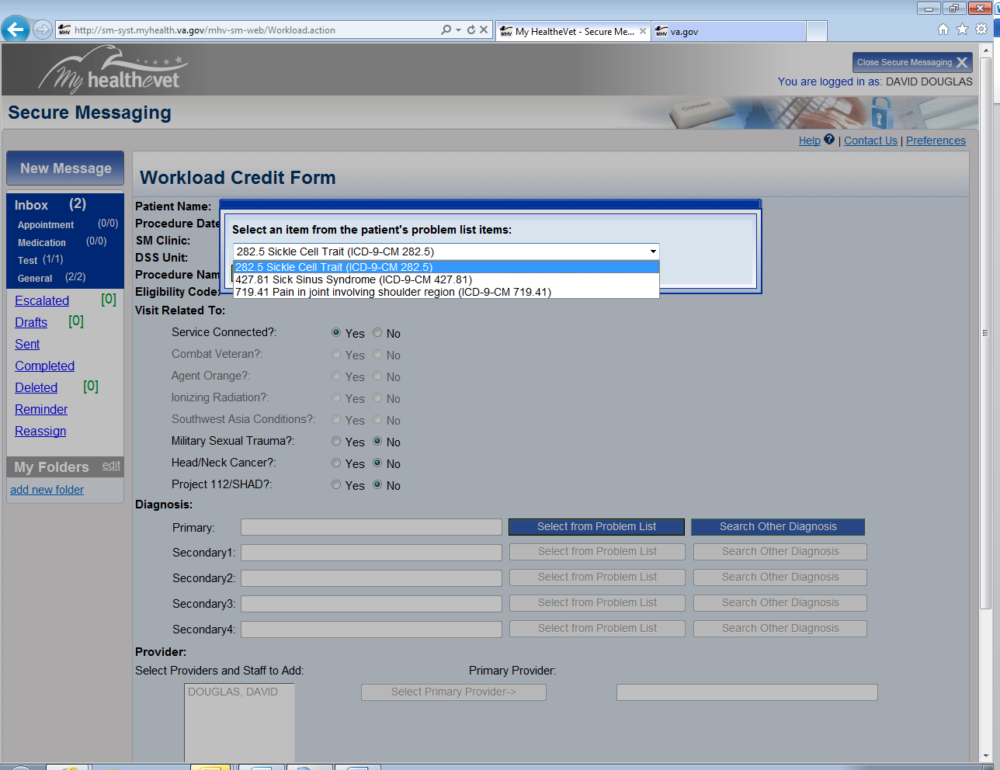 http://sm-syst.myhealth.va.gov/mhv-sm-web/Workload.action
MHV My HealtheVet - Secure Me...
MHV va.gov
My healthevet
Close Secure Messaging X
You are logged in as: DAVID DOUGLAS
Secure Messaging
Connect
Help ? | Contact Us | Preferences
New Message
Workload Credit Form
Inbox (2)
Appointment (0/0)
Medication (0/0)
Test (1/1)
General (2/2)
Escalated [0]
Drafts [0]
Sent
Completed
Deleted [0]
Reminder
Reassign
My Folders edit
add new folder
Patient Name:
Procedure Date
SM Clinic:
DSS Unit:
Procedure Nam
Eligibility Code:
Select an item from the patient's problem list items:
282.5 Sickle Cell Trait (ICD-9-CM 282.5)
282.5 Sickle Cell Trait (ICD-9-CM 282.5)
427.81 Sick Sinus Syndrome (ICD-9-CM 427.81)
719.41 Pain in joint involving shoulder region (ICD-9-CM 719.41)
Visit Related To:
Service Connected?: Yes No
Combat Veteran?: Yes No
Agent Orange?: Yes No
Ionizing Radiation?: Yes No
Southwest Asia Conditions?: Yes No
Military Sexual Trauma?: Yes No
Head/Neck Cancer?: Yes No
Project 112/SHAD?: Yes No
Diagnosis:
Primary: Select from Problem List Search Other Diagnosis
Secondary1: Select from Problem List Search Other Diagnosis
Secondary2: Select from Problem List Search Other Diagnosis
Secondary3: Select from Problem List Search Other Diagnosis
Secondary4: Select from Problem List Search Other Diagnosis
Provider:
Select Providers and Staff to Add: Primary Provider:
DOUGLAS, DAVID Select Primary Provider->